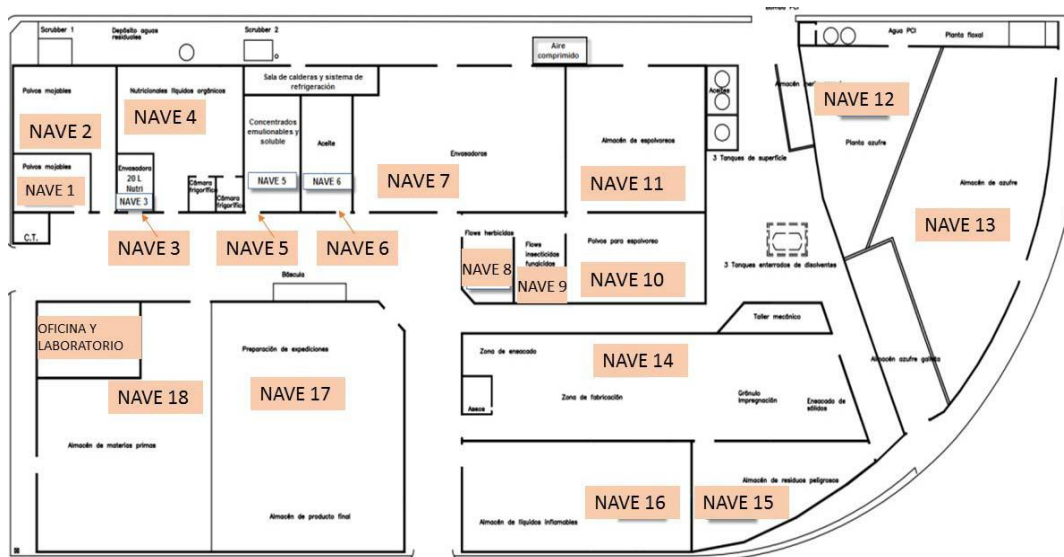 Scrubber 1
Depósito aguas
residuales
Scrubber 2
Aire
comprimido
Agua PCI
Planta floxal
Polvos mojables
NAVE 2
Nutricionales líquidos orgánicos
NAVE 4
Sala de calderas y sistema de
refrigeración
Concentrados
emulionables y
soluble
NAVE 5
Aceite
NAVE 6
Envasadoras
NAVE 7
Almacén de espolvoreos
NAVE 11
Aceites
3 Tanques de superficie
Almacén
NAVE 12
Planta azufre
Almacén de azufre
NAVE 13
Polvos mojables
NAVE 1
Envasadora
20 L
Nutri
NAVE 3
Cámara
frigorífica
Cámara
frigorífica
C.T.
NAVE 3
NAVE 5
NAVE 6
Flows herbicidas
NAVE 8
Flows
insecticidas
fungicidas
NAVE 9
Polvos para espolvoreo
NAVE 10
3 Tanques enterrados de disolventes
Báscula
OFICINA Y
LABORATORIO
NAVE 18
Almacén de materias primas
Preparación de expediciones
NAVE 17
Almacén de producto final
Taller mecánico
Zona de ensacado
NAVE 14
Zona de fabricación
Aseos
Gránulo
impregnación
Ensacado de
sólidos
Almacén azufre galleta
NAVE 16
Almacén de líquidos inflamables
Almacén de residuos peligrosos
NAVE 15